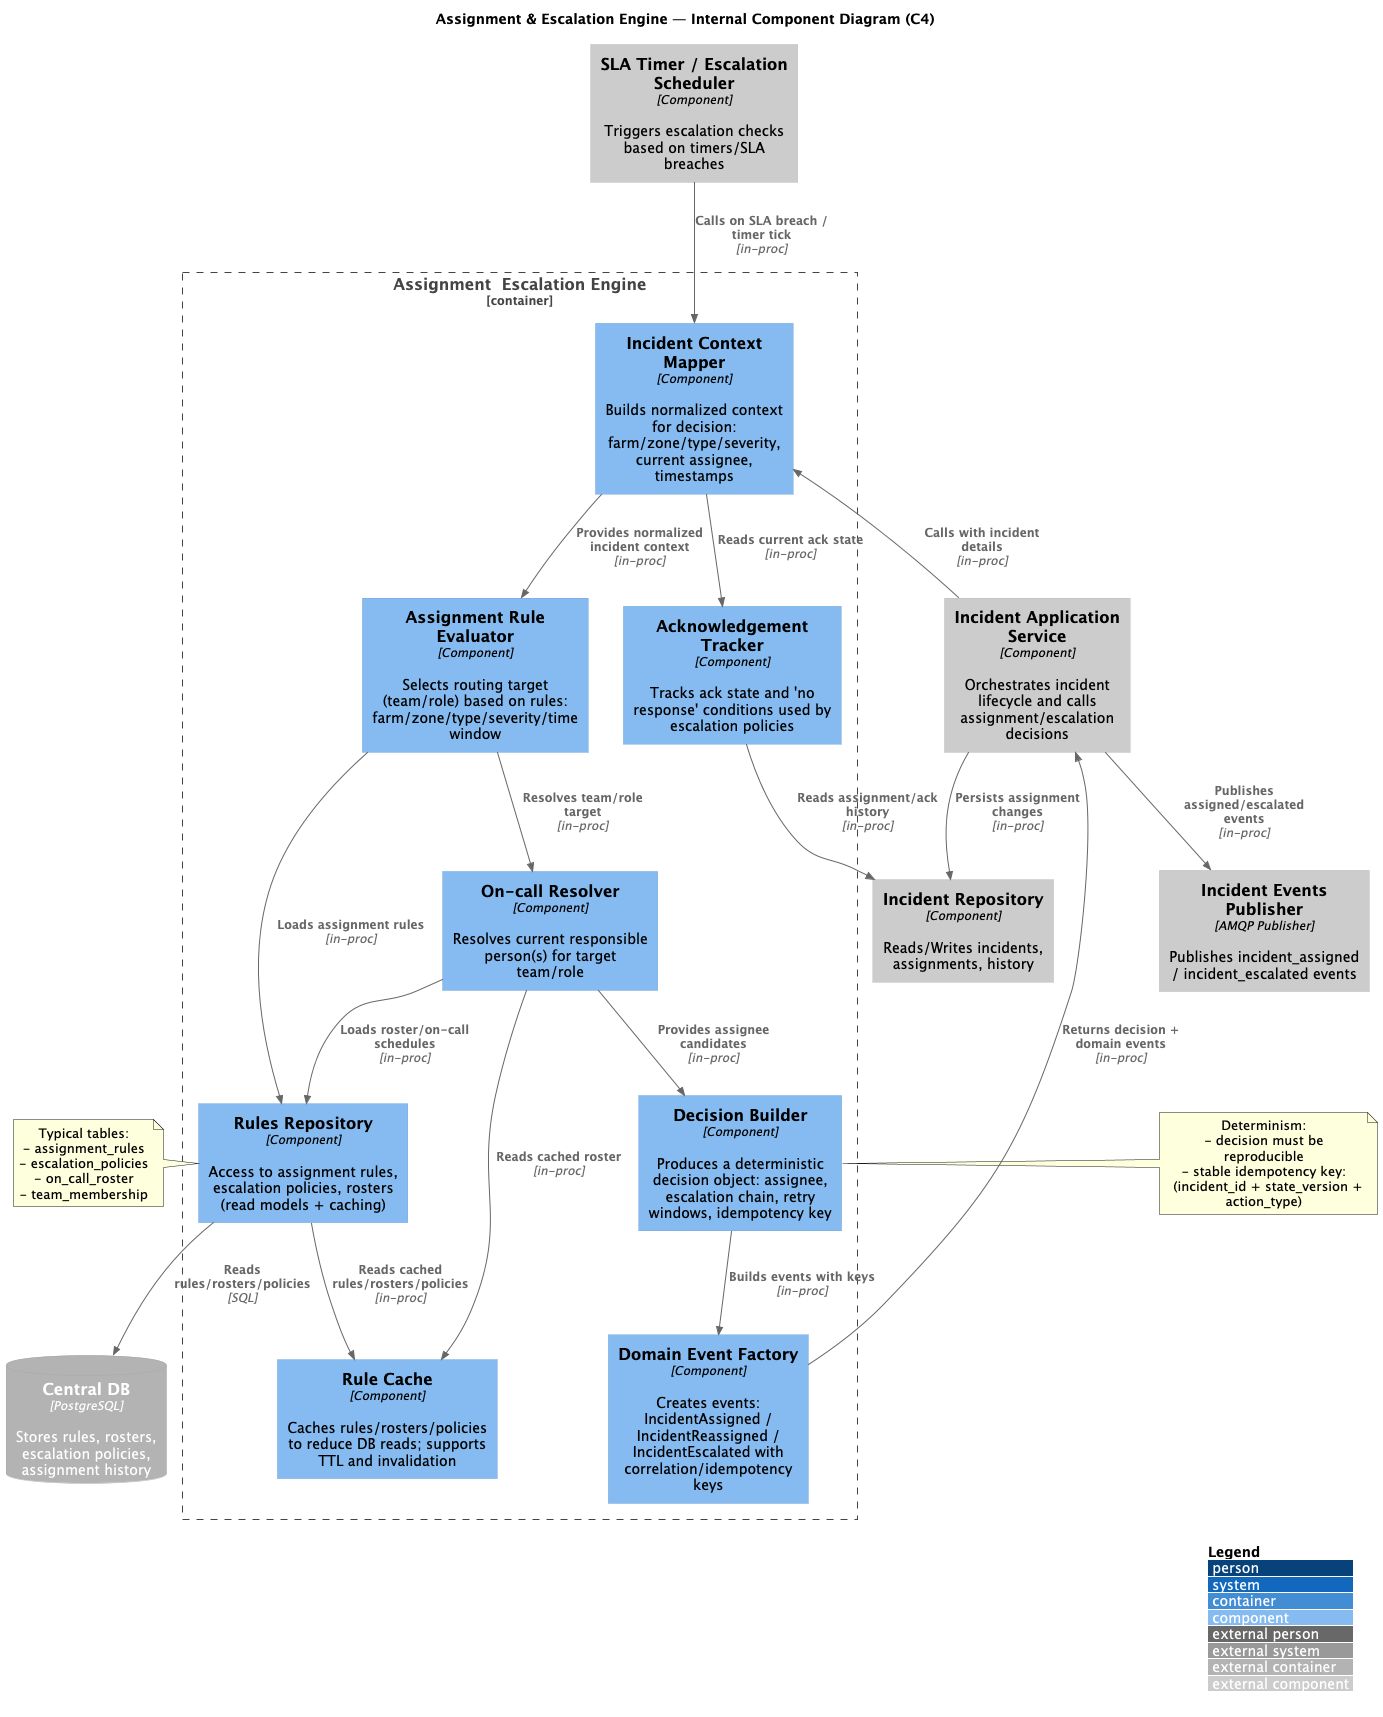 Assignment & Escalation Engine — Internal Component Diagram (C4)
SLA Timer / Escalation
Scheduler
[Component]
Triggers escalation checks
based on timers/SLA
breaches
Calls on SLA breach /
timer tick
[in-proc]
Assignment  Escalation Engine
[container]
Incident Context
Mapper
[Component]
Builds normalized context
for decision:
farm/zone/type/severity,
current assignee,
timestamps
Provides normalized
incident context
[in-proc]
Reads current ack state
[in-proc]
Calls with incident
details
[in-proc]
Assignment Rule
Evaluator
[Component]
Selects routing target
(team/role) based on rules:
farm/zone/type/severity/time
window
Acknowledgement
Tracker
[Component]
Tracks ack state and 'no
response' conditions used by
escalation policies
Incident Application
Service
[Component]
Orchestrates incident
lifecycle and calls
assignment/escalation
decisions
Resolves team/role
target
[in-proc]
Reads assignment/ack
history
[in-proc]
Persists assignment
changes
[in-proc]
Publishes
assigned/escalated
events
[in-proc]
Loads assignment rules
[in-proc]
On-call Resolver
[Component]
Resolves current responsible
person(s) for target
team/role
Incident Repository
[Component]
Reads/Writes incidents,
assignments, history
Incident Events
Publisher
[AMQP Publisher]
Publishes incident_assigned
/ incident_escalated events
Loads roster/on-call
schedules
[in-proc]
Provides assignee
candidates
[in-proc]
Returns decision +
domain events
[in-proc]
Typical tables:
– assignment_rules
– escalation_policies
– on_call_roster
– team_membership
Rules Repository
[Component]
Access to assignment rules,
escalation policies, rosters
(read models + caching)
Reads cached roster
[in-proc]
Decision Builder
[Component]
Produces a deterministic
decision object: assignee,
escalation chain, retry
windows, idempotency key
Determinism:
– decision must be
reproducible
– stable idempotency key:
(incident_id + state_version +
action_type)
Reads
rules/rosters/policies
[SQL]
Reads cached
rules/rosters/policies
[in-proc]
Builds events with keys
[in-proc]
Central DB
[PostgreSQL]
Stores rules, rosters,
escalation policies,
assignment history
Rule Cache
[Component]
Caches rules/rosters/policies
to reduce DB reads; supports
TTL and invalidation
Domain Event Factory
[Component]
Creates events:
IncidentAssigned /
IncidentReassigned /
IncidentEscalated with
correlation/idempotency
keys
Legend
person
system
container
component
external person
external system
external container
external component